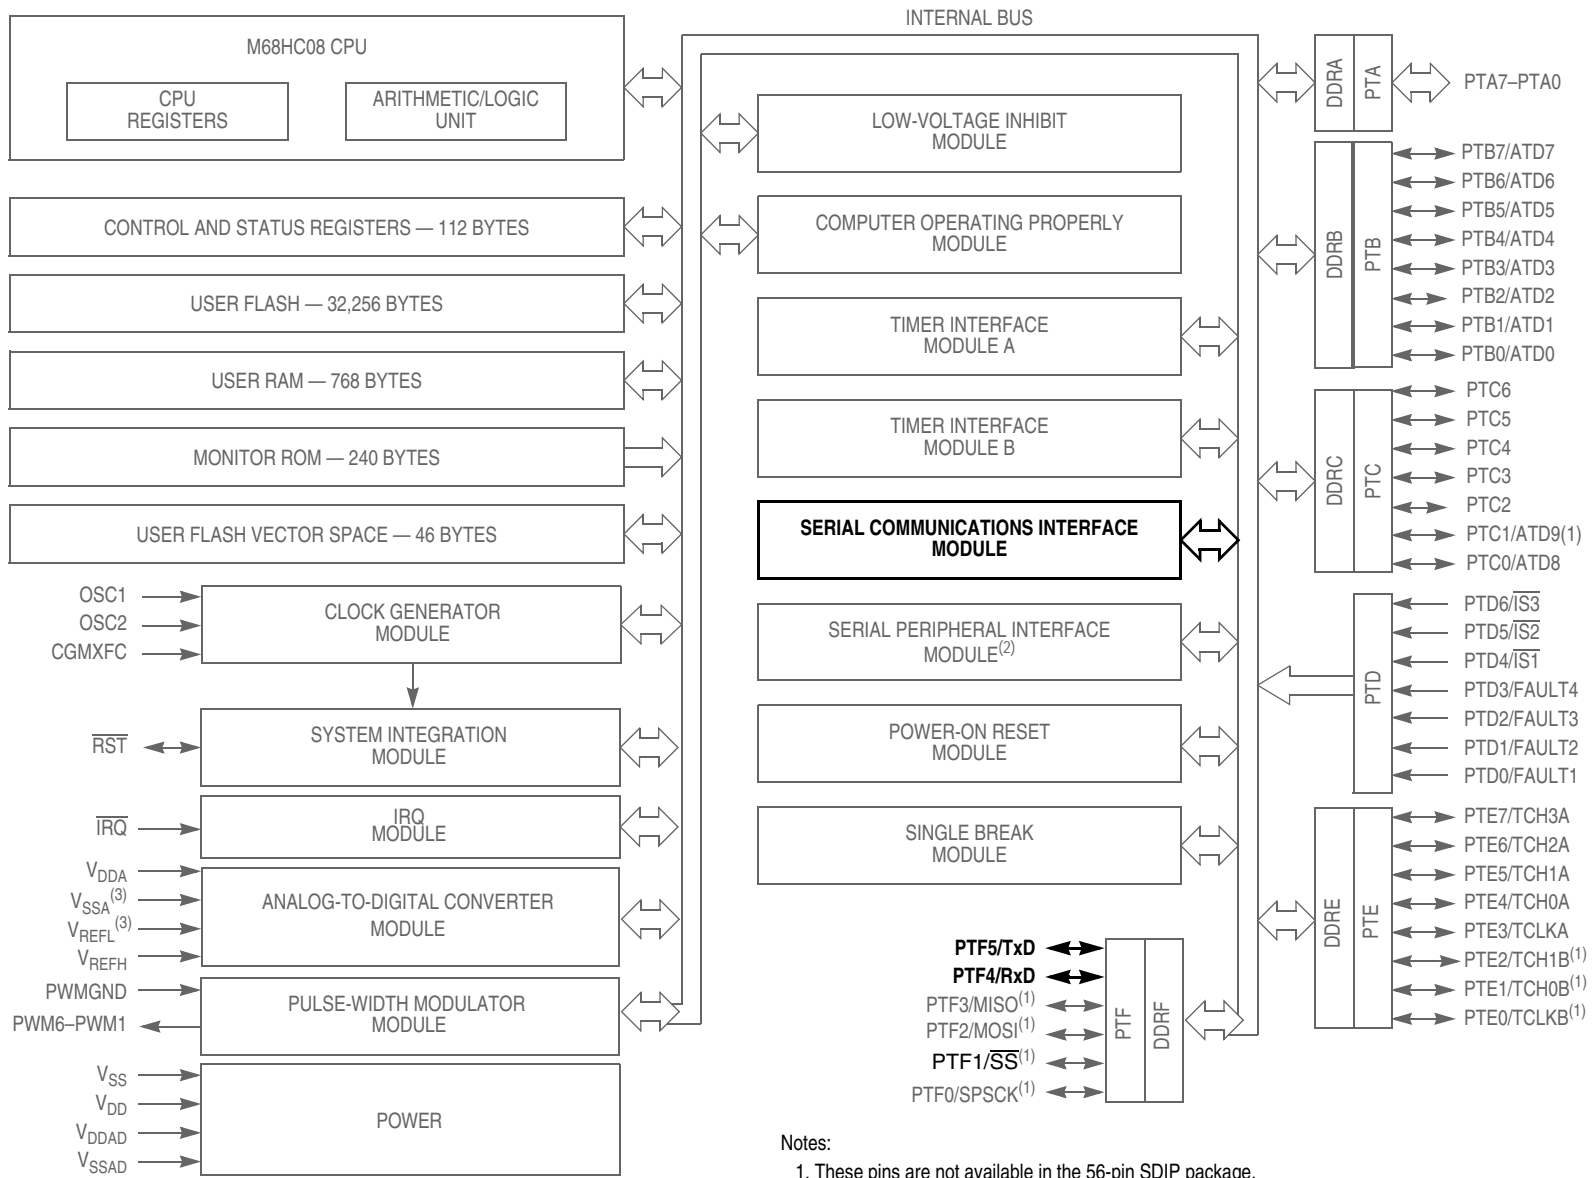 INTERNAL BUS
M68HC08 CPU
CPU
REGISTERS
ARITHMETIC/LOGIC
UNIT
CONTROL AND STATUS REGISTERS — 112 BYTES
USER FLASH — 32,256 BYTES
USER RAM — 768 BYTES
MONITOR ROM — 240 BYTES
USER FLASH VECTOR SPACE — 46 BYTES
OSC1
OSC2
CGMXFC
CLOCK GENERATOR
MODULE
RST
SYSTEM INTEGRATION
MODULE
IRQ
IRQ
MODULE
VDDA
VSSA(3)
VREFL(3)
VREFH
ANALOG-TO-DIGITAL CONVERTER
MODULE
PWMGND
PWM6–PWM1
PULSE-WIDTH MODULATOR
MODULE
VSS
VDD
VDDAD
VSSAD
POWER
LOW-VOLTAGE INHIBIT
MODULE
COMPUTER OPERATING PROPERLY
MODULE
TIMER INTERFACE
MODULE A
TIMER INTERFACE
MODULE B
SERIAL COMMUNICATIONS INTERFACE
MODULE
SERIAL PERIPHERAL INTERFACE
MODULE(2)
POWER-ON RESET
MODULE
SINGLE BREAK
MODULE
PTF5/TxD
PTF4/RxD
PTF3/MISO(1)
PTF2/MOSI(1)
PTF1/SS(1)
PTF0/SPSCK(1)
PTF
DDRF
DDRA
PTA
PTA7–PTA0
DDRB
PTB
PTB7/ATD7
PTB6/ATD6
PTB5/ATD5
PTB4/ATD4
PTB3/ATD3
PTB2/ATD2
PTB1/ATD1
PTB0/ATD0
DDRC
PTC
PTC6
PTC5
PTC4
PTC3
PTC2
PTC1/ATD9(1)
PTC0/ATD8
PTD
PTD6/IS3
PTD5/IS2
PTD4/IS1
PTD3/FAULT4
PTD2/FAULT3
PTD1/FAULT2
PTD0/FAULT1
DDRE
PTE
PTE7/TCH3A
PTE6/TCH2A
PTE5/TCH1A
PTE4/TCH0A
PTE3/TCLKA
PTE2/TCH1B(1)
PTE1/TCH0B(1)
PTE0/TCLKB(1)
Notes:
1. These pins are not available in the 56-pin SDIP package.